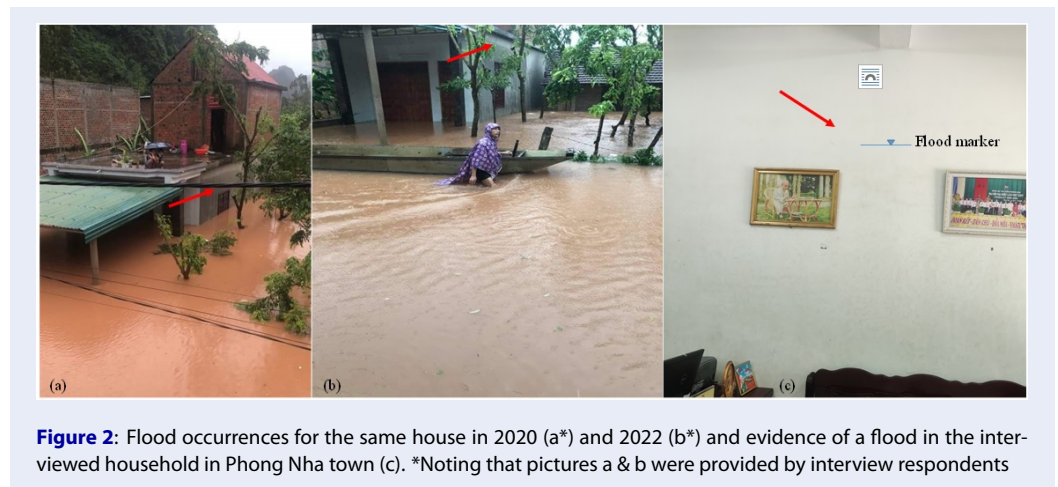 Flood marker
(a)
(b)
(c)
Figure 2: Flood occurrences for the same house in 2020 (a*) and 2022 (b*) and evidence of a flood in the inter-
viewed household in Phong Nha town (c). *Noting that pictures a & b were provided by interview respondents